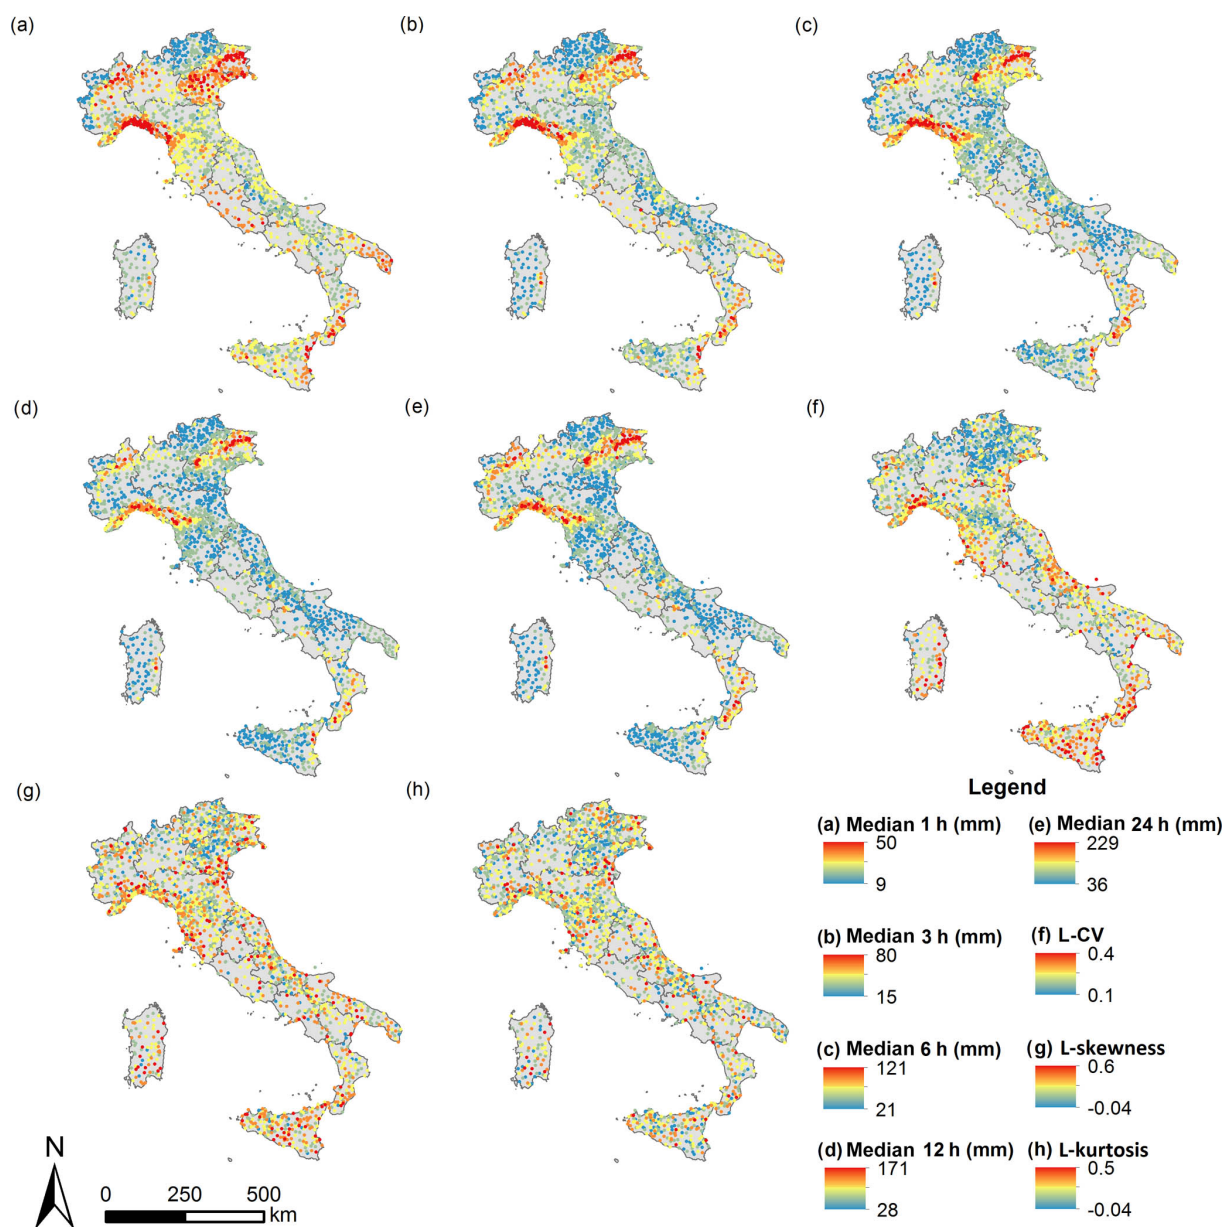 (a)
(b)
(c)
(d)
(e)
(f)
(g)
(h)
Legend
(a) Median 1 h (mm)
50
9
(e) Median 24 h (mm)
229
36
(b) Median 3 h (mm)
80
15
(f) L-CV
0.4
0.1
(c) Median 6 h (mm)
121
21
(g) L-skewness
0.6
-0.04
(d) Median 12 h (mm)
171
28
(h) L-kurtosis
0.5
-0.04
N
0 250 500
km